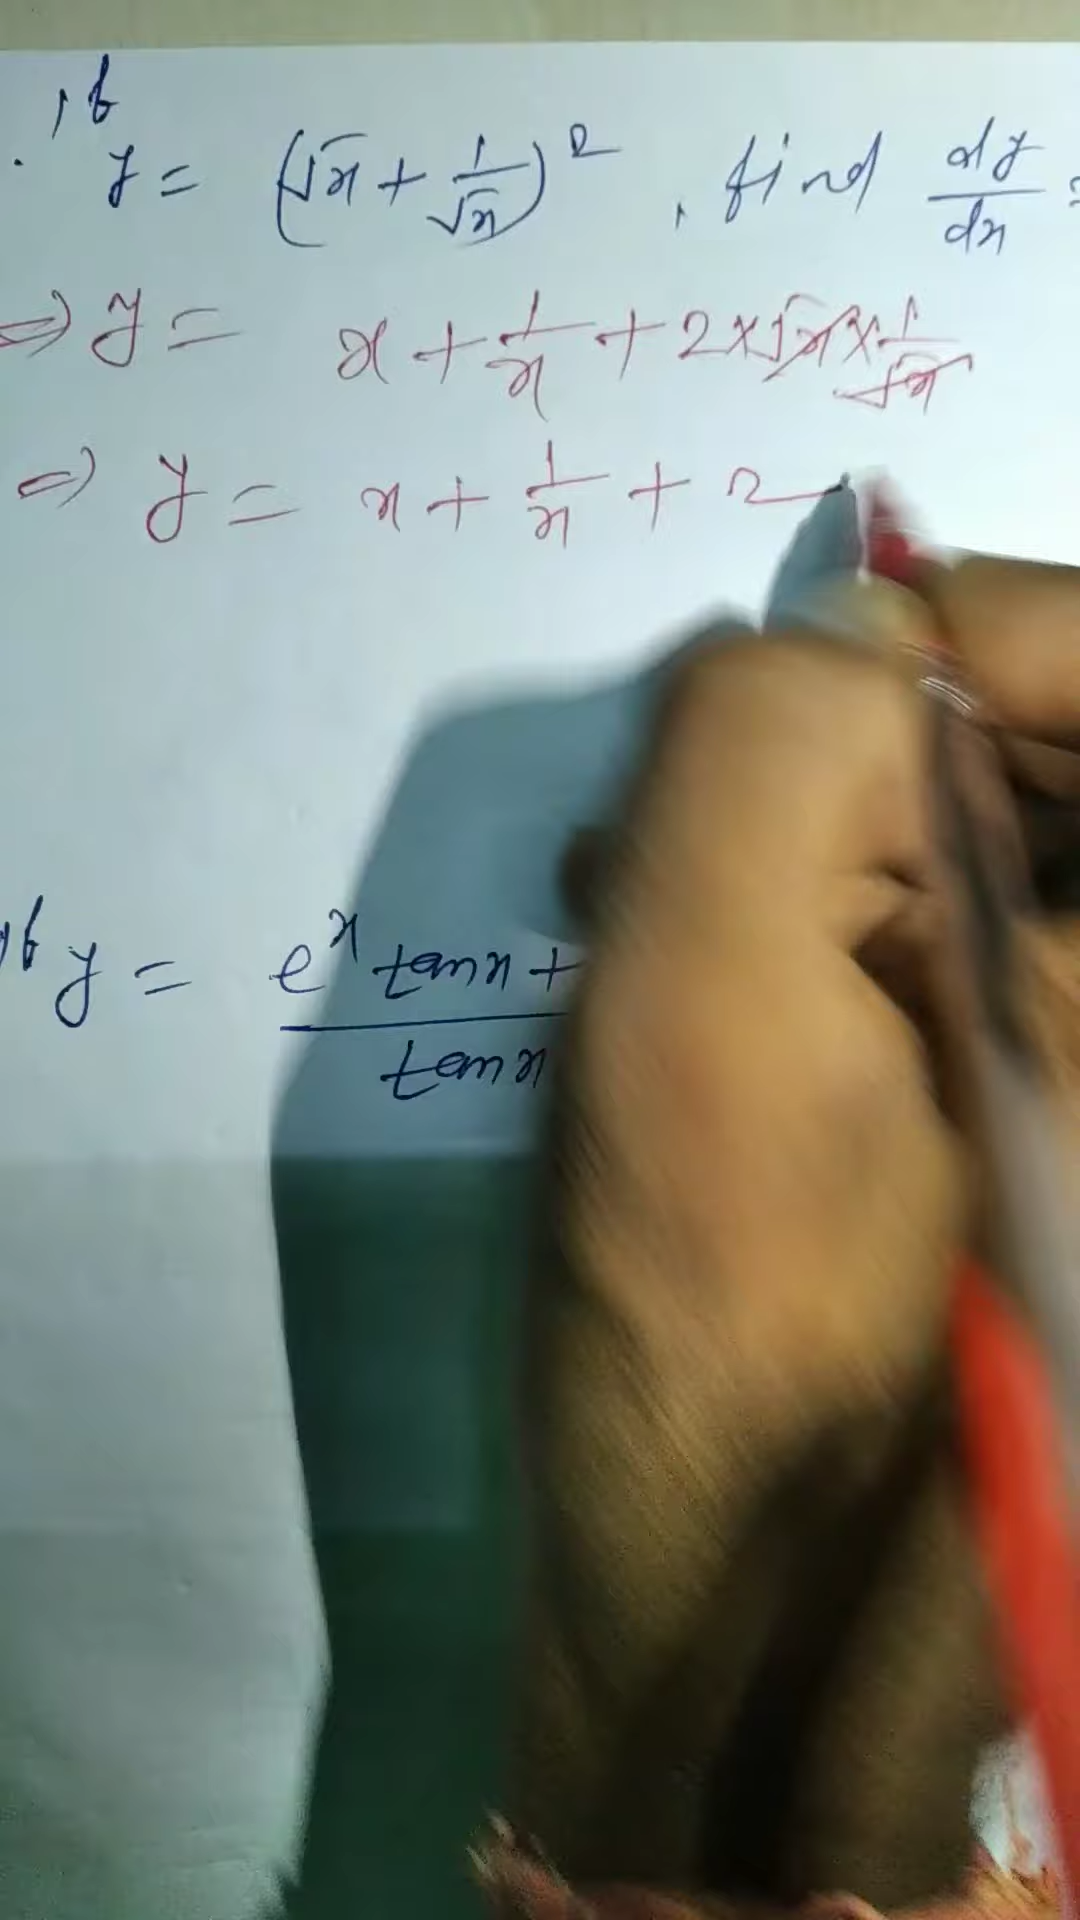 If
y = (√x + 1/√x)², find dy/dx =
⇒ y = x + 1/x + 2×√x×1/√x
⇒ y = x + 1/x + 2
If y = e^x tanx +
tanx